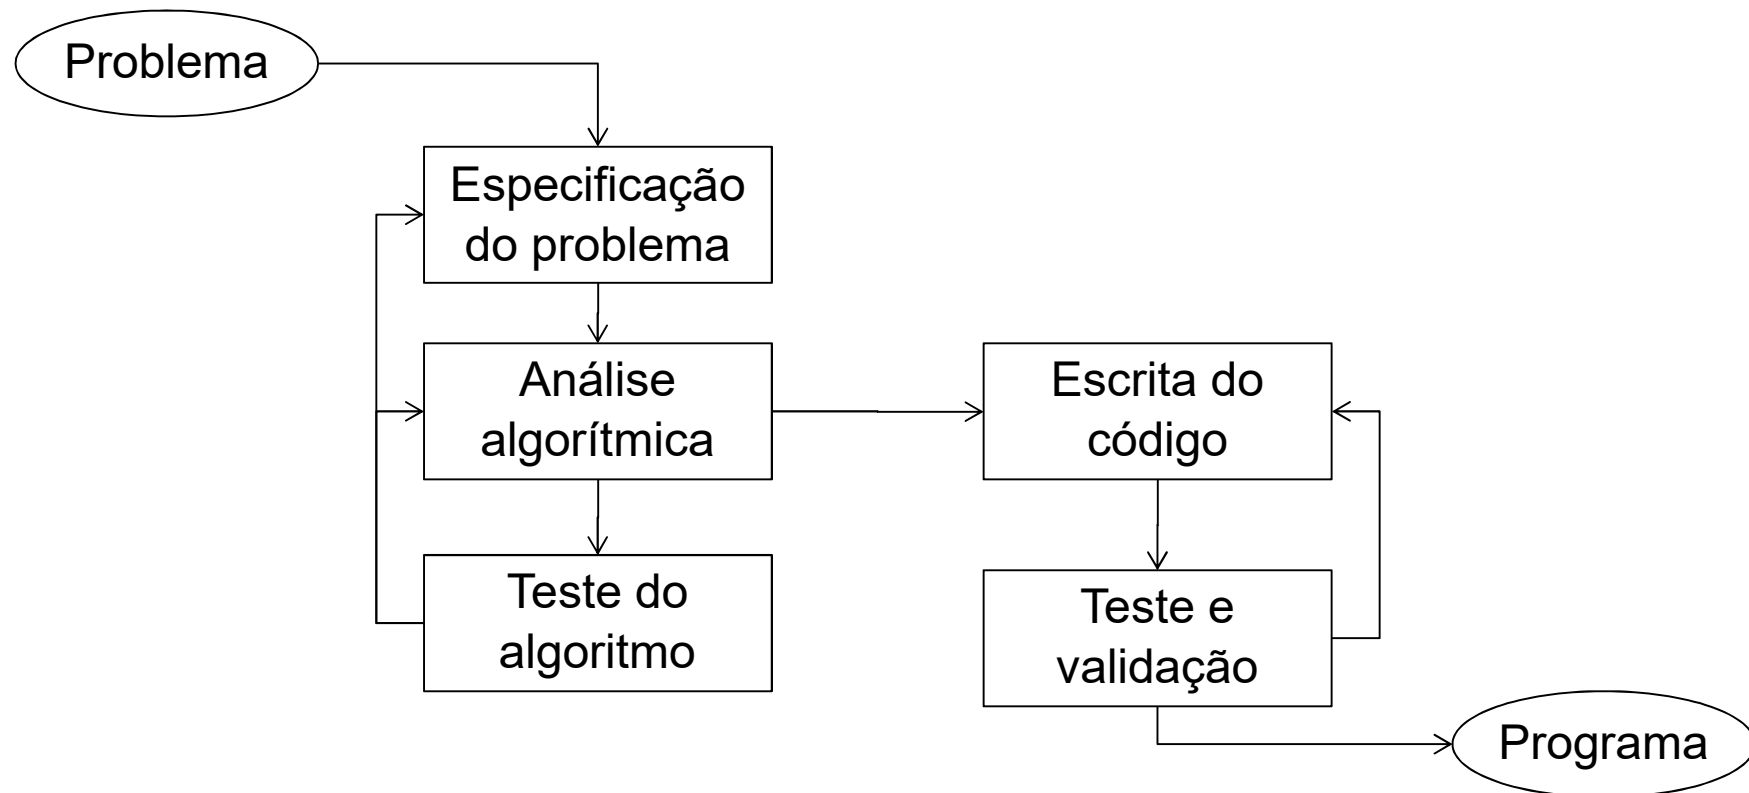 Problema
Especificação
do problema
Análise
algorítmica
Teste do
algoritmo
Escrita do
código
Teste e
validação
Programa